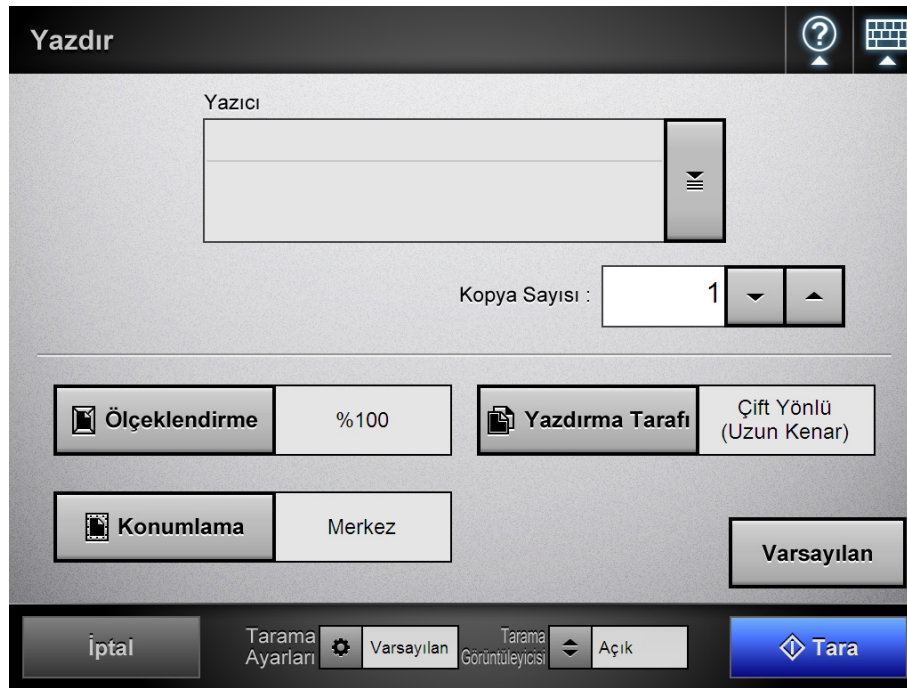 Yazdır
Yazıcı
Kopya Sayısı :
1
Ölçeklendirme
%100
Yazdırma Tarafı
Çift Yönlü
(Uzun Kenar)
Konumlama
Merkez
Varsayılan
İptal
Tarama
Ayarları
Varsayılan
Tarama
Görüntüleyicisi
Açık
Tara